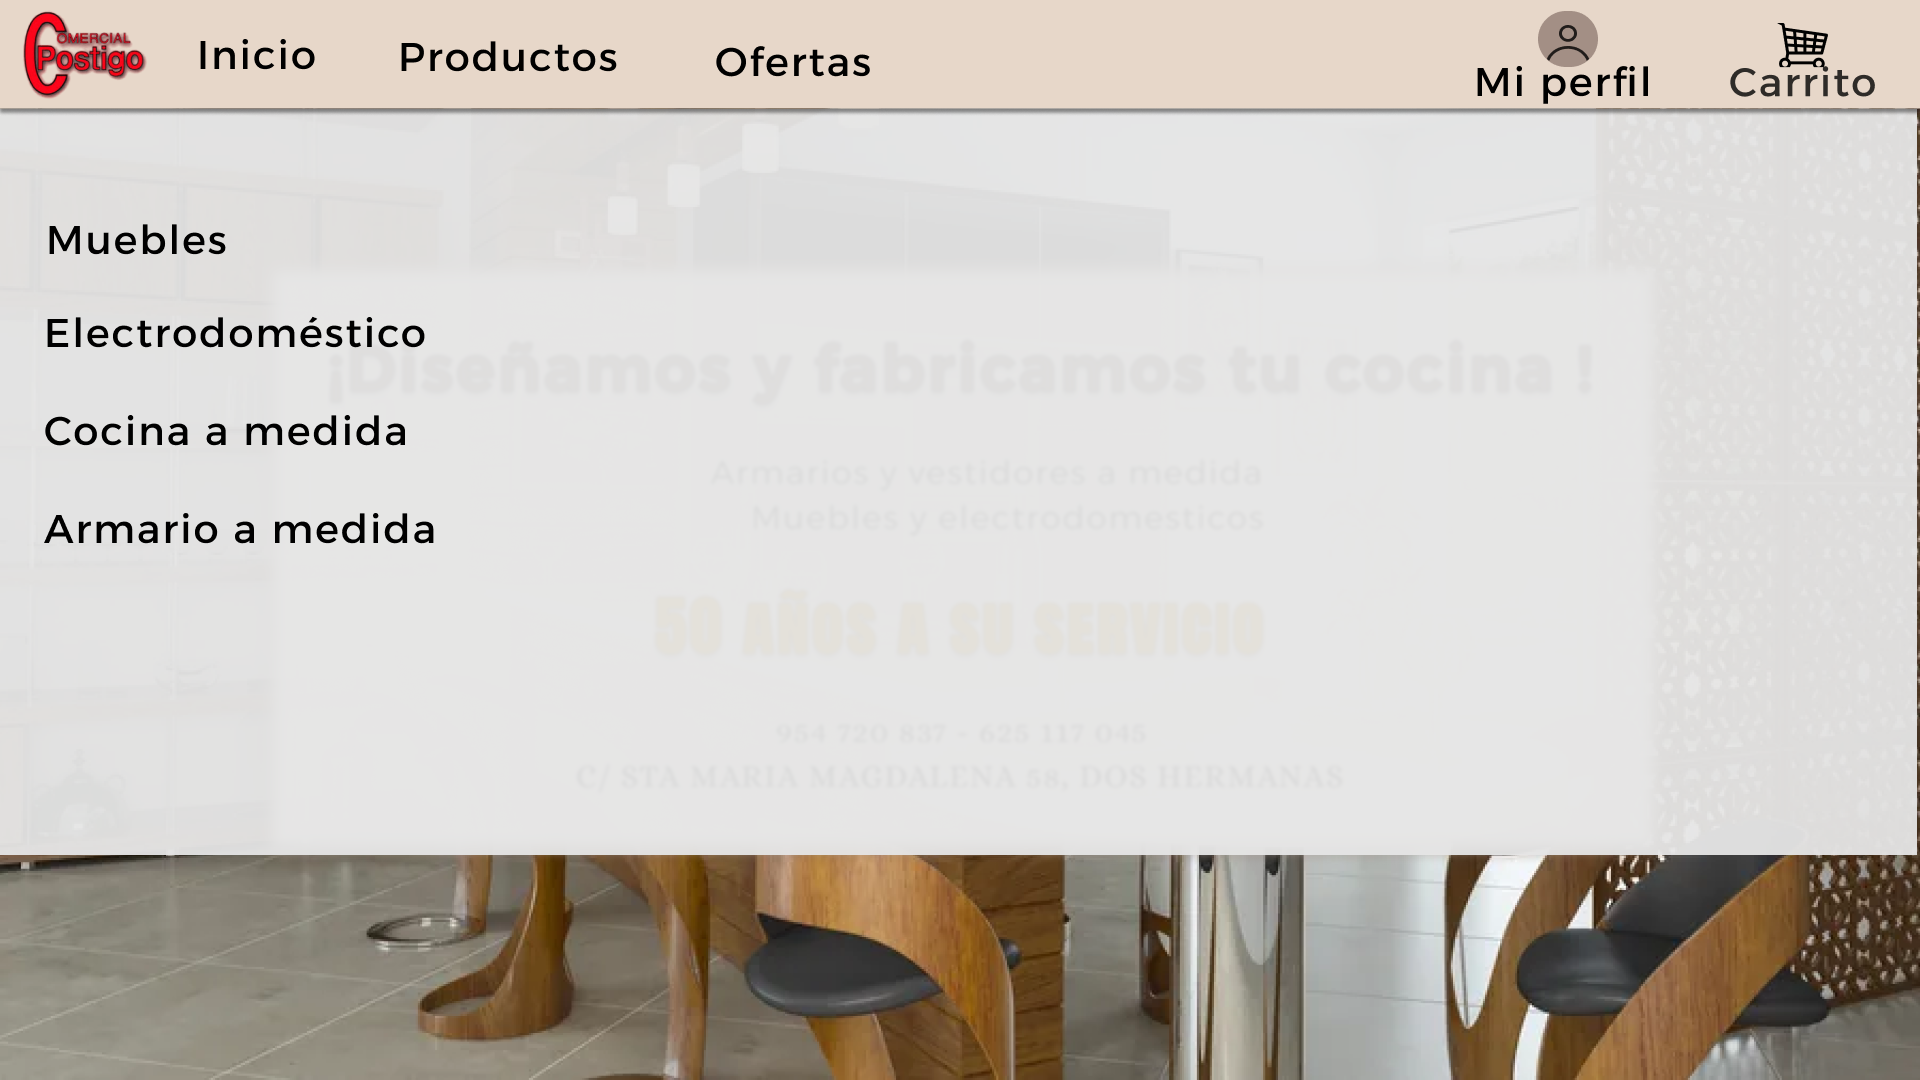 COMERCIAL
Postigo
Inicio
Productos
Ofertas
Mi perfil
Carrito
Muebles
Electrodoméstico
Cocina a medida
Armario a medida
¡Diseñamos y fabricamos tu cocina !
Armarios y vestidores a medida
Muebles y electrodomesticos
50 AÑOS A SU SERVICIO
954 720 837 - 625 117 045
C/ STA MARIA MAGDALENA 58, DOS HERMANAS